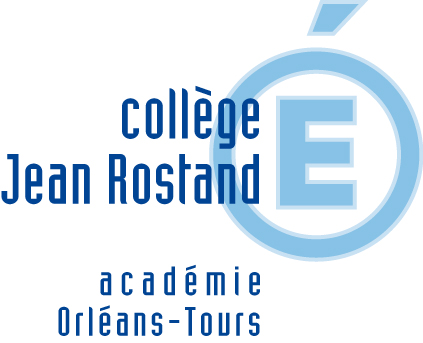 É
collège
Jean Rostand
académie
Orléans-Tours